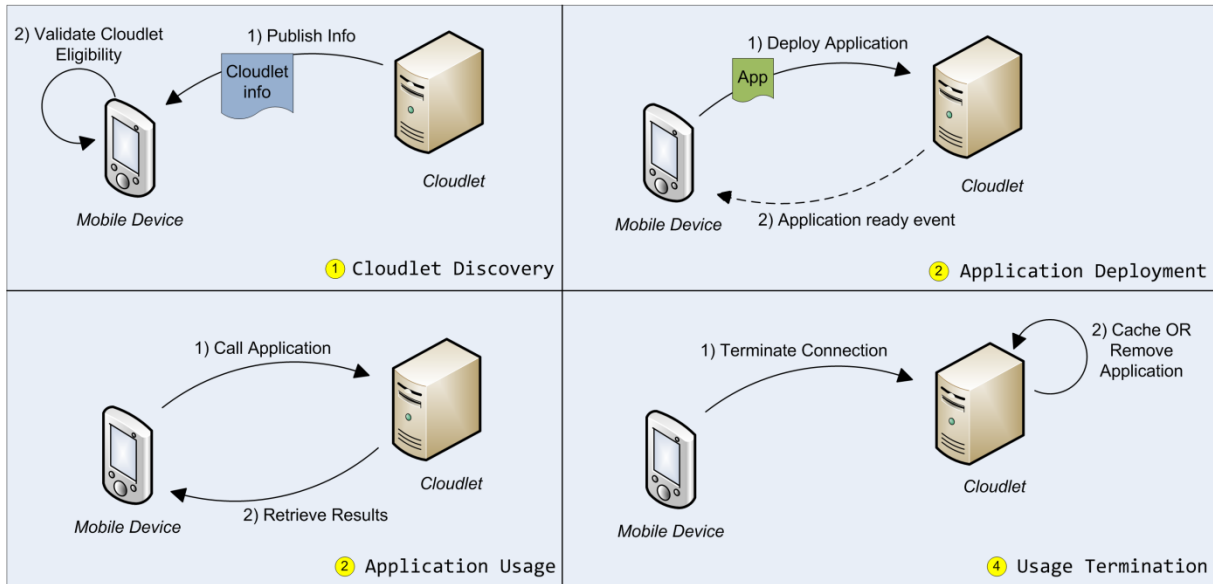 2) Validate Cloudlet
Eligibility
1) Publish Info
Cloudlet
info
Cloudlet
Mobile Device
1 Cloudlet Discovery
1) Deploy Application
App
Cloudlet
Mobile Device
2) Application ready event
2 Application Deployment
1) Call Application
Cloudlet
2) Retrieve Results
Mobile Device
2 Application Usage
1) Terminate Connection
2) Cache OR
Remove
Application
Cloudlet
Mobile Device
4 Usage Termination